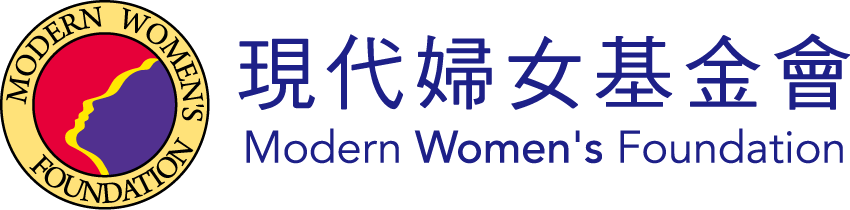 MODERN WOMEN'S FOUNDATION
現代婦女基金會
Modern Women's Foundation